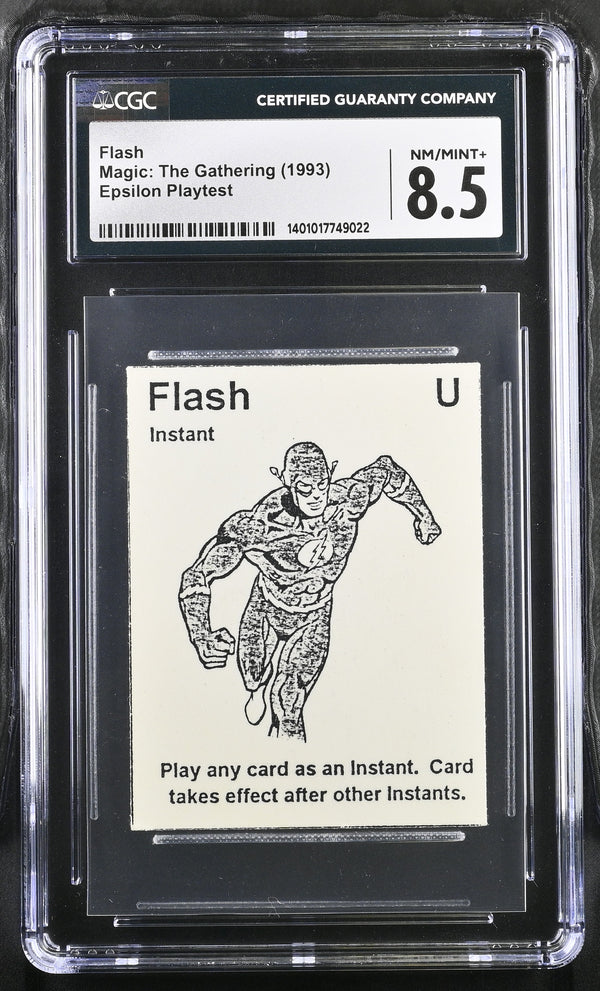 CGC
CERTIFIED GUARANTY COMPANY
Flash
Magic: The Gathering (1993)
Epsilon Playtest
NM/MINT+
8.5
1401017749022
Flash U
Instant
Play any card as an Instant. Card
takes effect after other Instants.